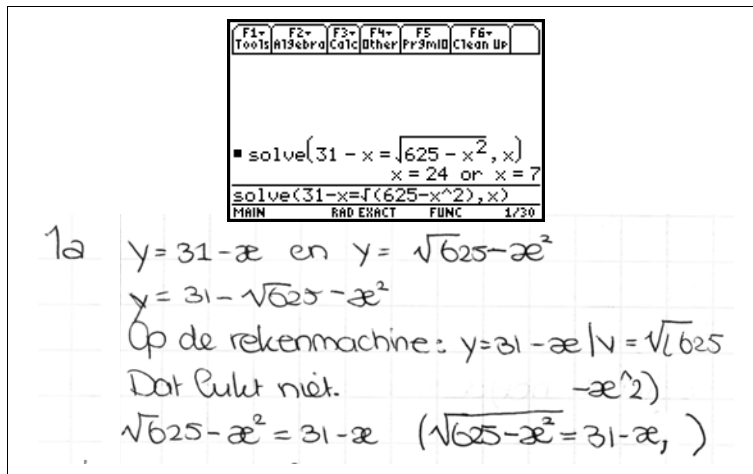 F1▾ Tools F2▾ Algebra F3▾ Calc F4▾ Other F5 PrgmIO F6▾ Clean Up
■ solve(31 - x = √625 - x², x)
x = 24 or x = 7
solve(31-x=√(625-x^2),x)
MAIN RAD EXACT FUNC 1/30
1a y = 31 - x en y = √625 - x²
y = 31 - √625 - x²
Op de rekenmachine: y=31 - x | y = √(625
Dat lukt niet. -x^2)
√625 - x² = 31 - x (√625 - x² = 31 - x, )